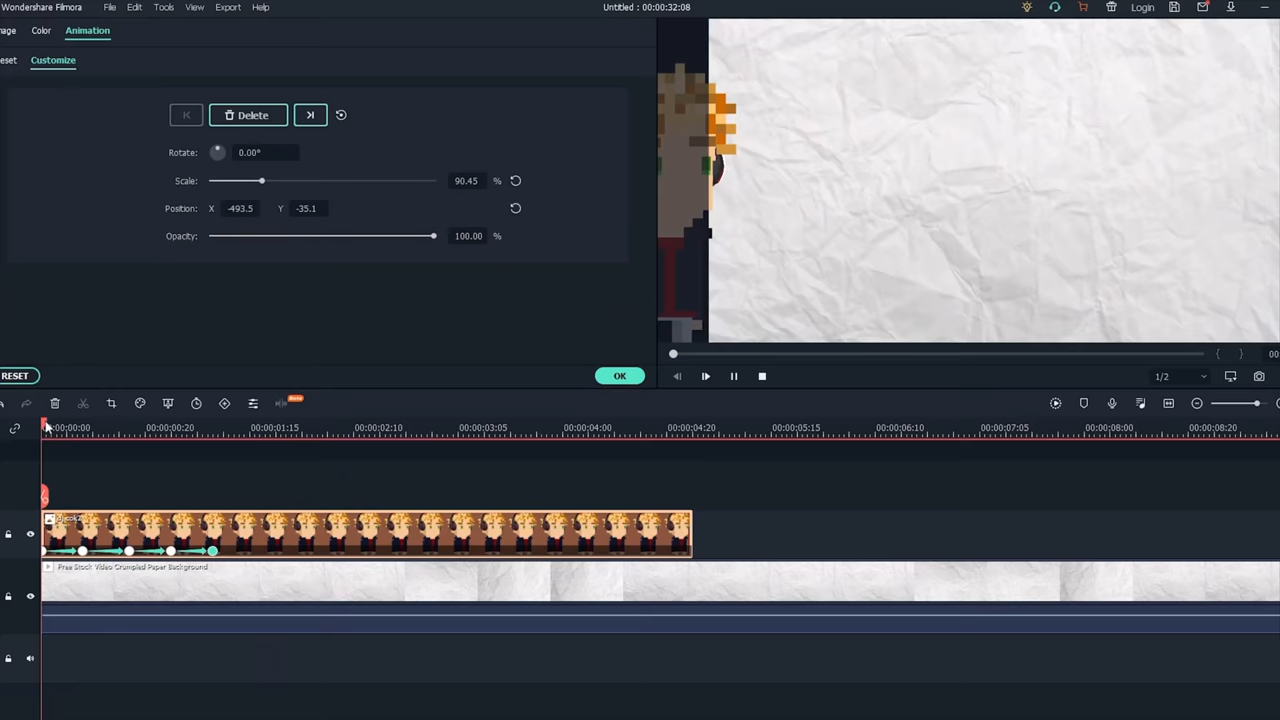 Wondershare Filmora File Edit Tools View Export Help Untitled : 00:00:32:08 Login
mage Color Animation
eset Customize
Delete
Rotate: 0.00°
Scale: 90.45 %
Position: X -493.5 Y -35.1
Opacity: 100.00 %
RESET OK
00
1/2
Beta
00:00:00:00 00:00:00:20 00:00:01:15 00:00:02:10 00:00:03:05 00:00:04:00 00:00:04:20 00:00:05:15 00:00:06:10 00:00:07:05 00:00:08:00 00:00:08:20
Free Stock Video Crumpled Paper Background